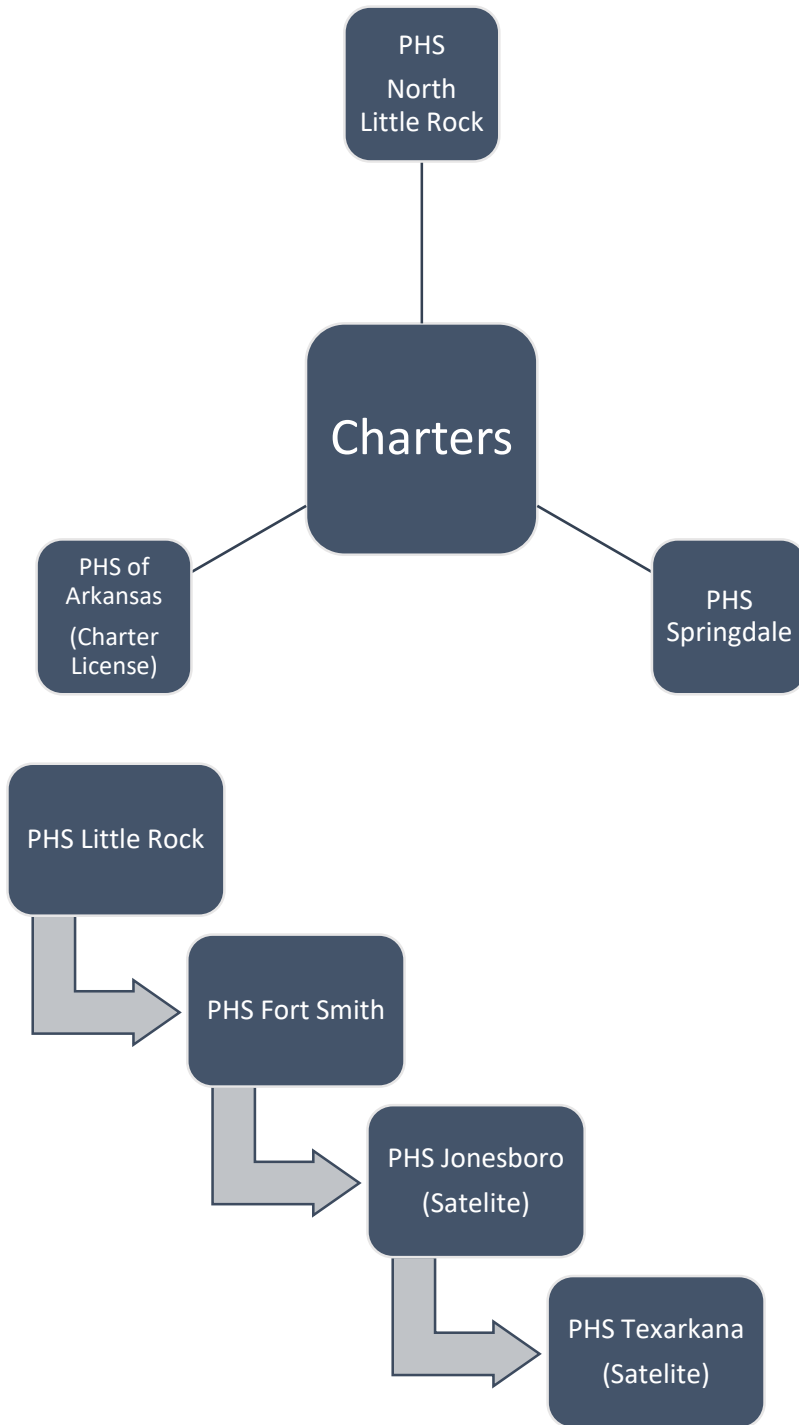 PHS
North
Little Rock
Charters
PHS of
Arkansas
(Charter
License)
PHS
Springdale
PHS Little Rock
PHS Fort Smith
PHS Jonesboro
(Satelite)
PHS Texarkana
(Satelite)